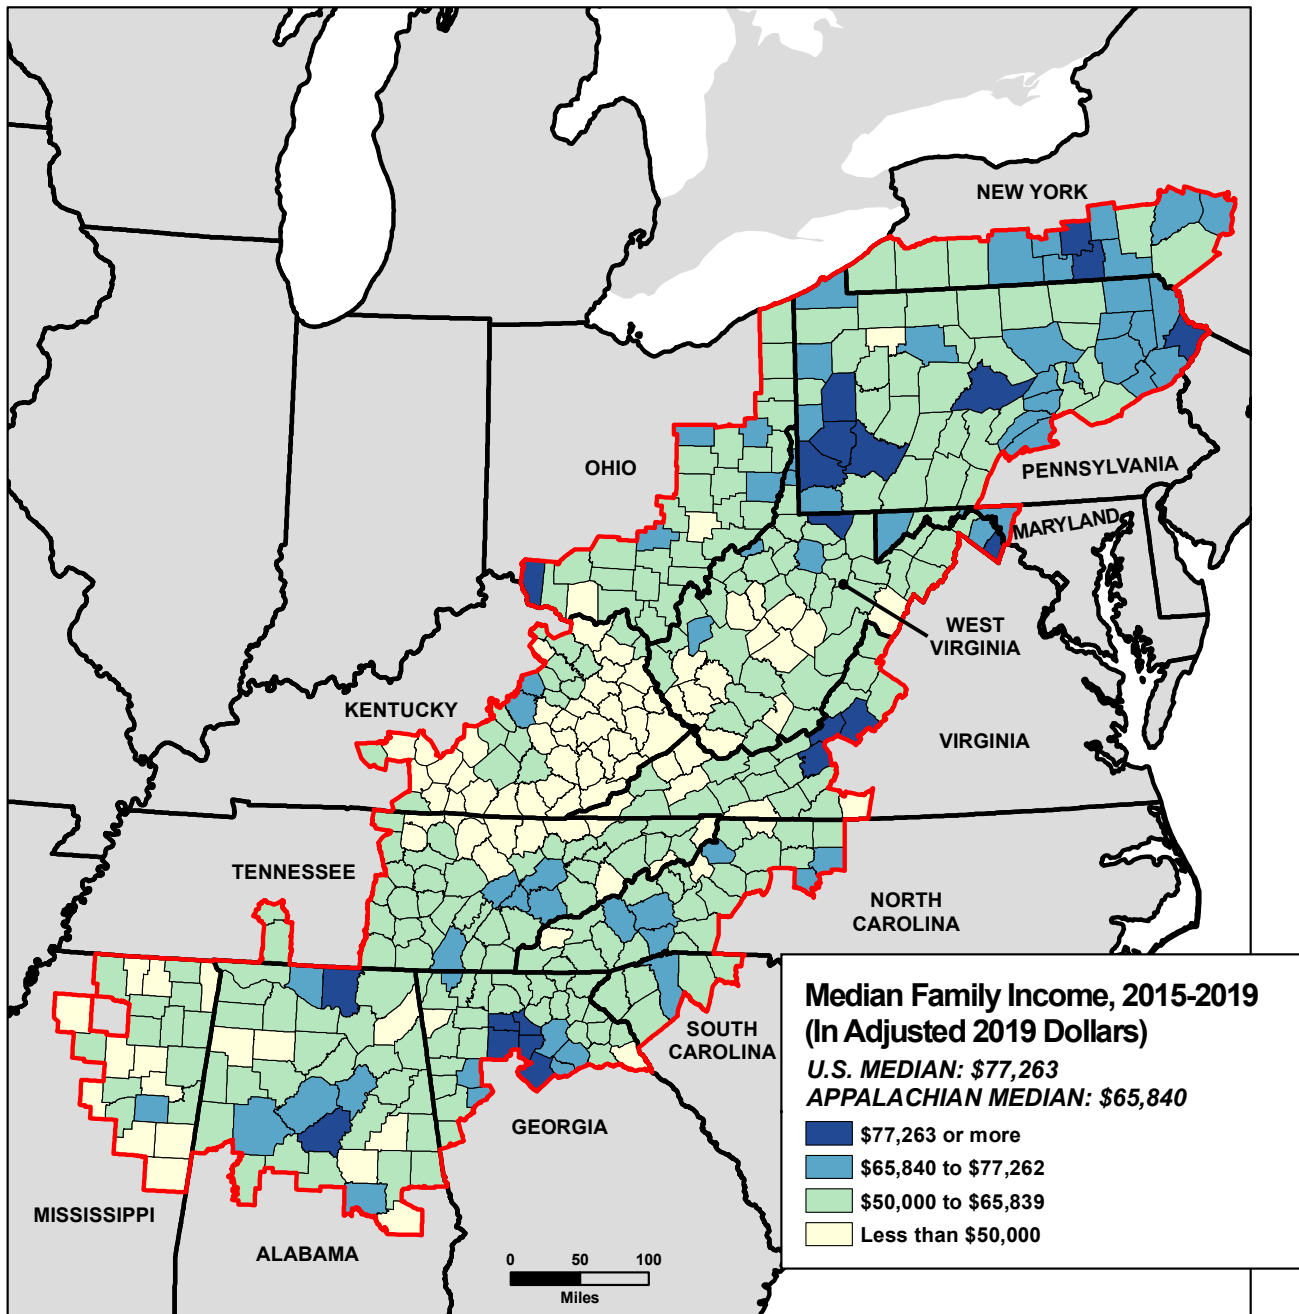 NEW YORK
OHIO
PENNSYLVANIA
MARYLAND
WEST
VIRGINIA
KENTUCKY
VIRGINIA
TENNESSEE
NORTH
CAROLINA
SOUTH
CAROLINA
GEORGIA
MISSISSIPPI
ALABAMA
Median Family Income, 2015-2019
(In Adjusted 2019 Dollars)
U.S. MEDIAN: $77,263
APPALACHIAN MEDIAN: $65,840
$77,263 or more
$65,840 to $77,262
$50,000 to $65,839
Less than $50,000
0 50 100
Miles